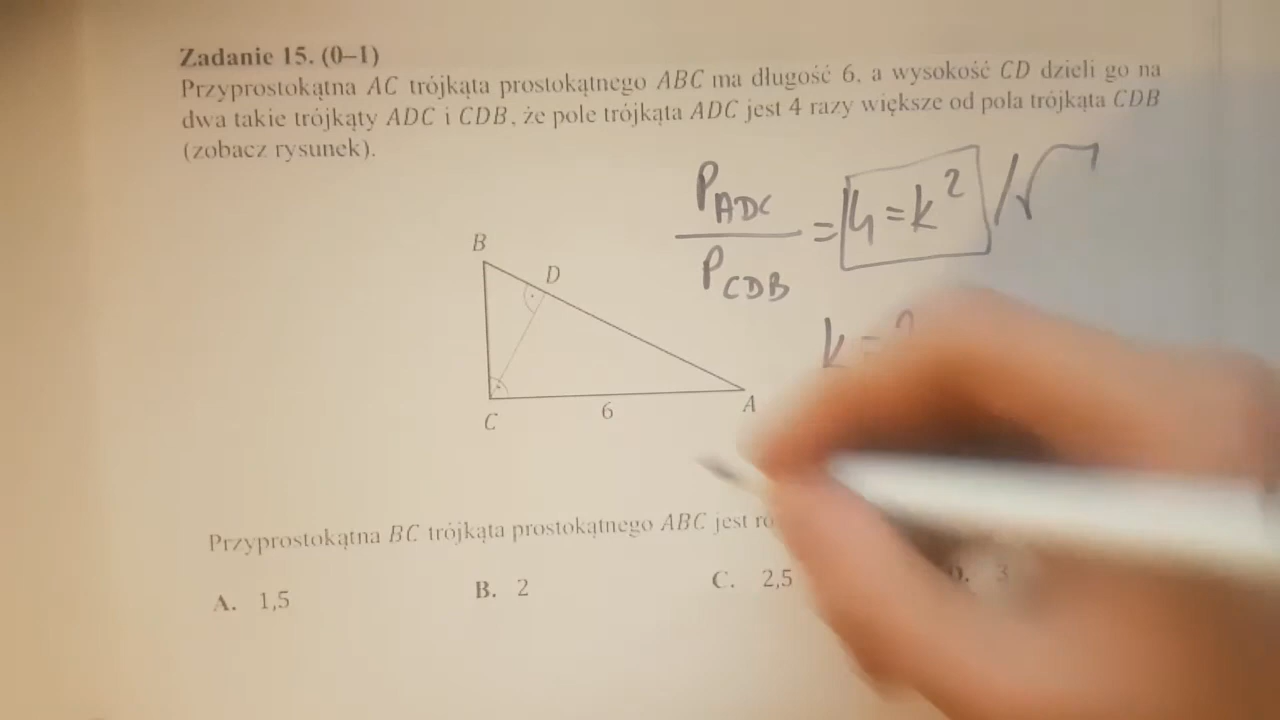 Zadanie 15. (0–1)
Przyprostokątna AC trójkąta prostokątnego ABC ma długość 6, a wysokość CD dzieli go na
dwa takie trójkąty ADC i CDB, że pole trójkąta ADC jest 4 razy większe od pola trójkąta CDB
(zobacz rysunek).
P_ADC / P_CDB = 4 = k² / √
k =
B
D
C
6
A
Przyprostokątna BC trójkąta prostokątnego ABC jest
A. 1,5
B. 2
C. 2,5
D. 3